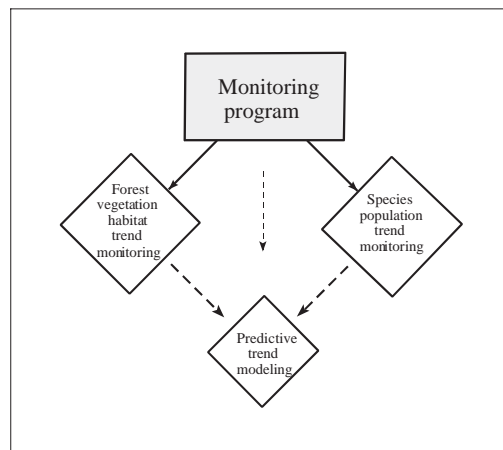 Monitoring
program
Forest
vegetation
habitat
trend
monitoring
Species
population
trend
monitoring
Predictive
trend
modeling